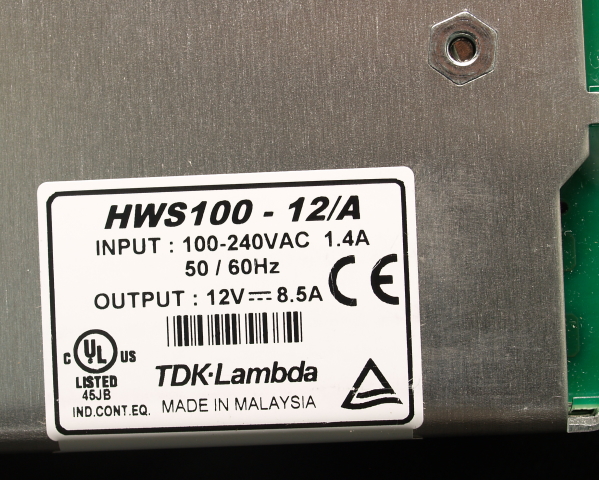 HWS100 - 12/A
INPUT : 100-240VAC 1.4A
50 / 60Hz
OUTPUT : 12V⎓8.5A
CE
C UL US
LISTED
45JB
IND.CONT.EQ.
TDK·Lambda
MADE IN MALAYSIA